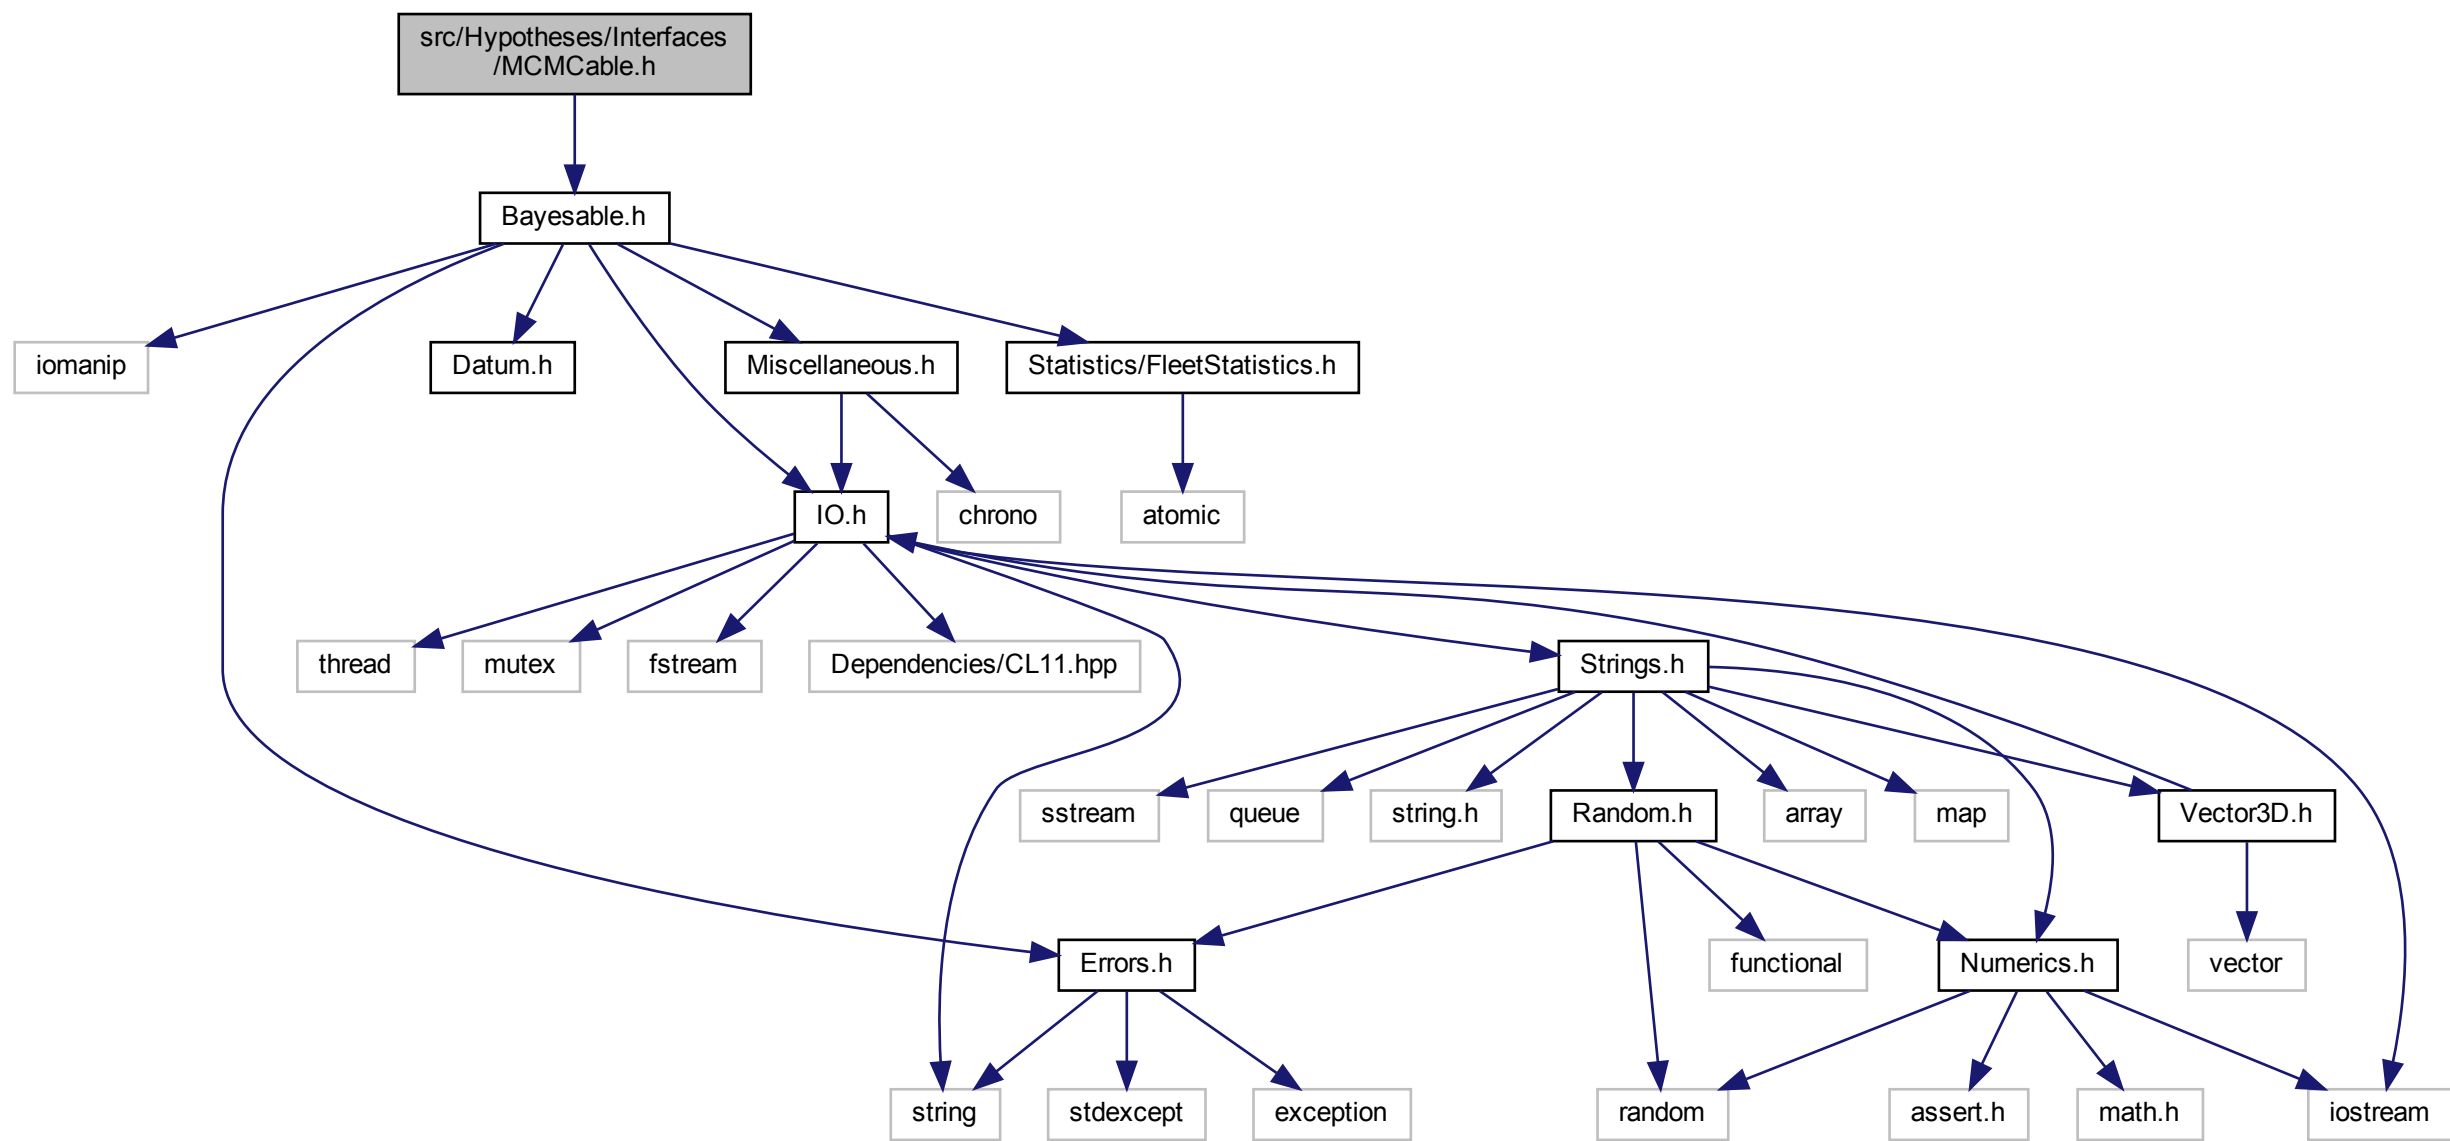 src/Hypotheses/Interfaces
/MCMCable.h
Bayesable.h
iomanip
Datum.h
Miscellaneous.h
Statistics/FleetStatistics.h
IO.h
chrono
atomic
thread
mutex
fstream
Dependencies/CL11.hpp
Strings.h
sstream
queue
string.h
Random.h
array
map
Vector3D.h
Errors.h
functional
Numerics.h
vector
string
stdexcept
exception
random
assert.h
math.h
iostream